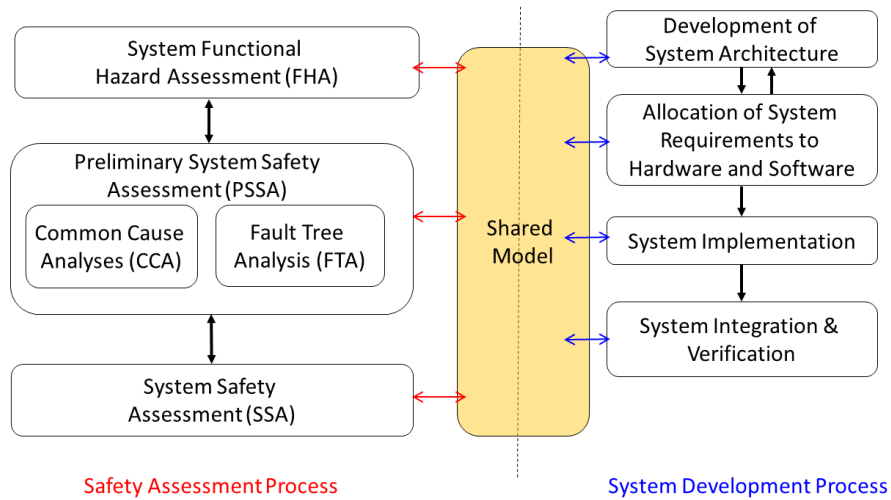 System Functional
Hazard Assessment (FHA)
Preliminary System Safety
Assessment (PSSA)
Common Cause
Analyses (CCA)
Fault Tree
Analysis (FTA)
System Safety
Assessment (SSA)
Safety Assessment Process
Shared
Model
Development of
System Architecture
Allocation of System
Requirements to
Hardware and Software
System Implementation
System Integration &
Verification
System Development Process